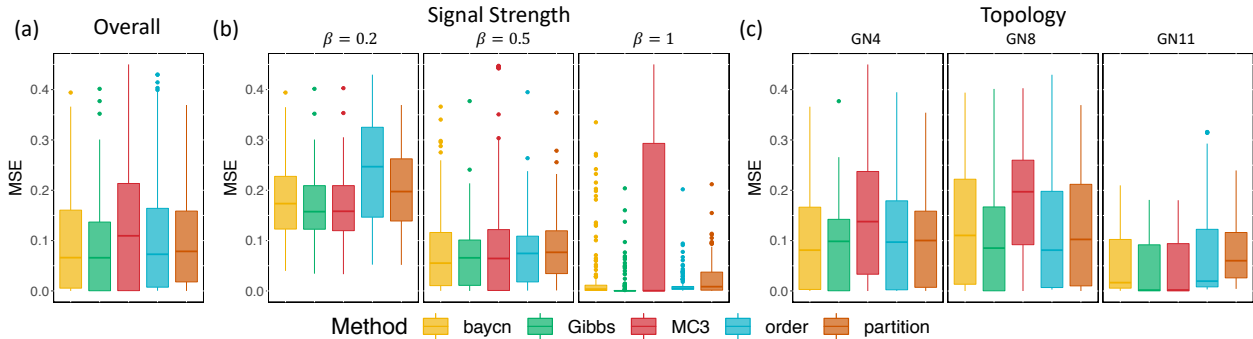 (a) Overall (b) Signal Strength (c) Topology
β = 0.2 β = 0.5 β = 1 GN4 GN8 GN11
MSE
0.4
0.3
0.2
0.1
0.0
MSE
0.4
0.3
0.2
0.1
0.0
MSE
0.4
0.3
0.2
0.1
0.0
Method baycn Gibbs MC3 order partition